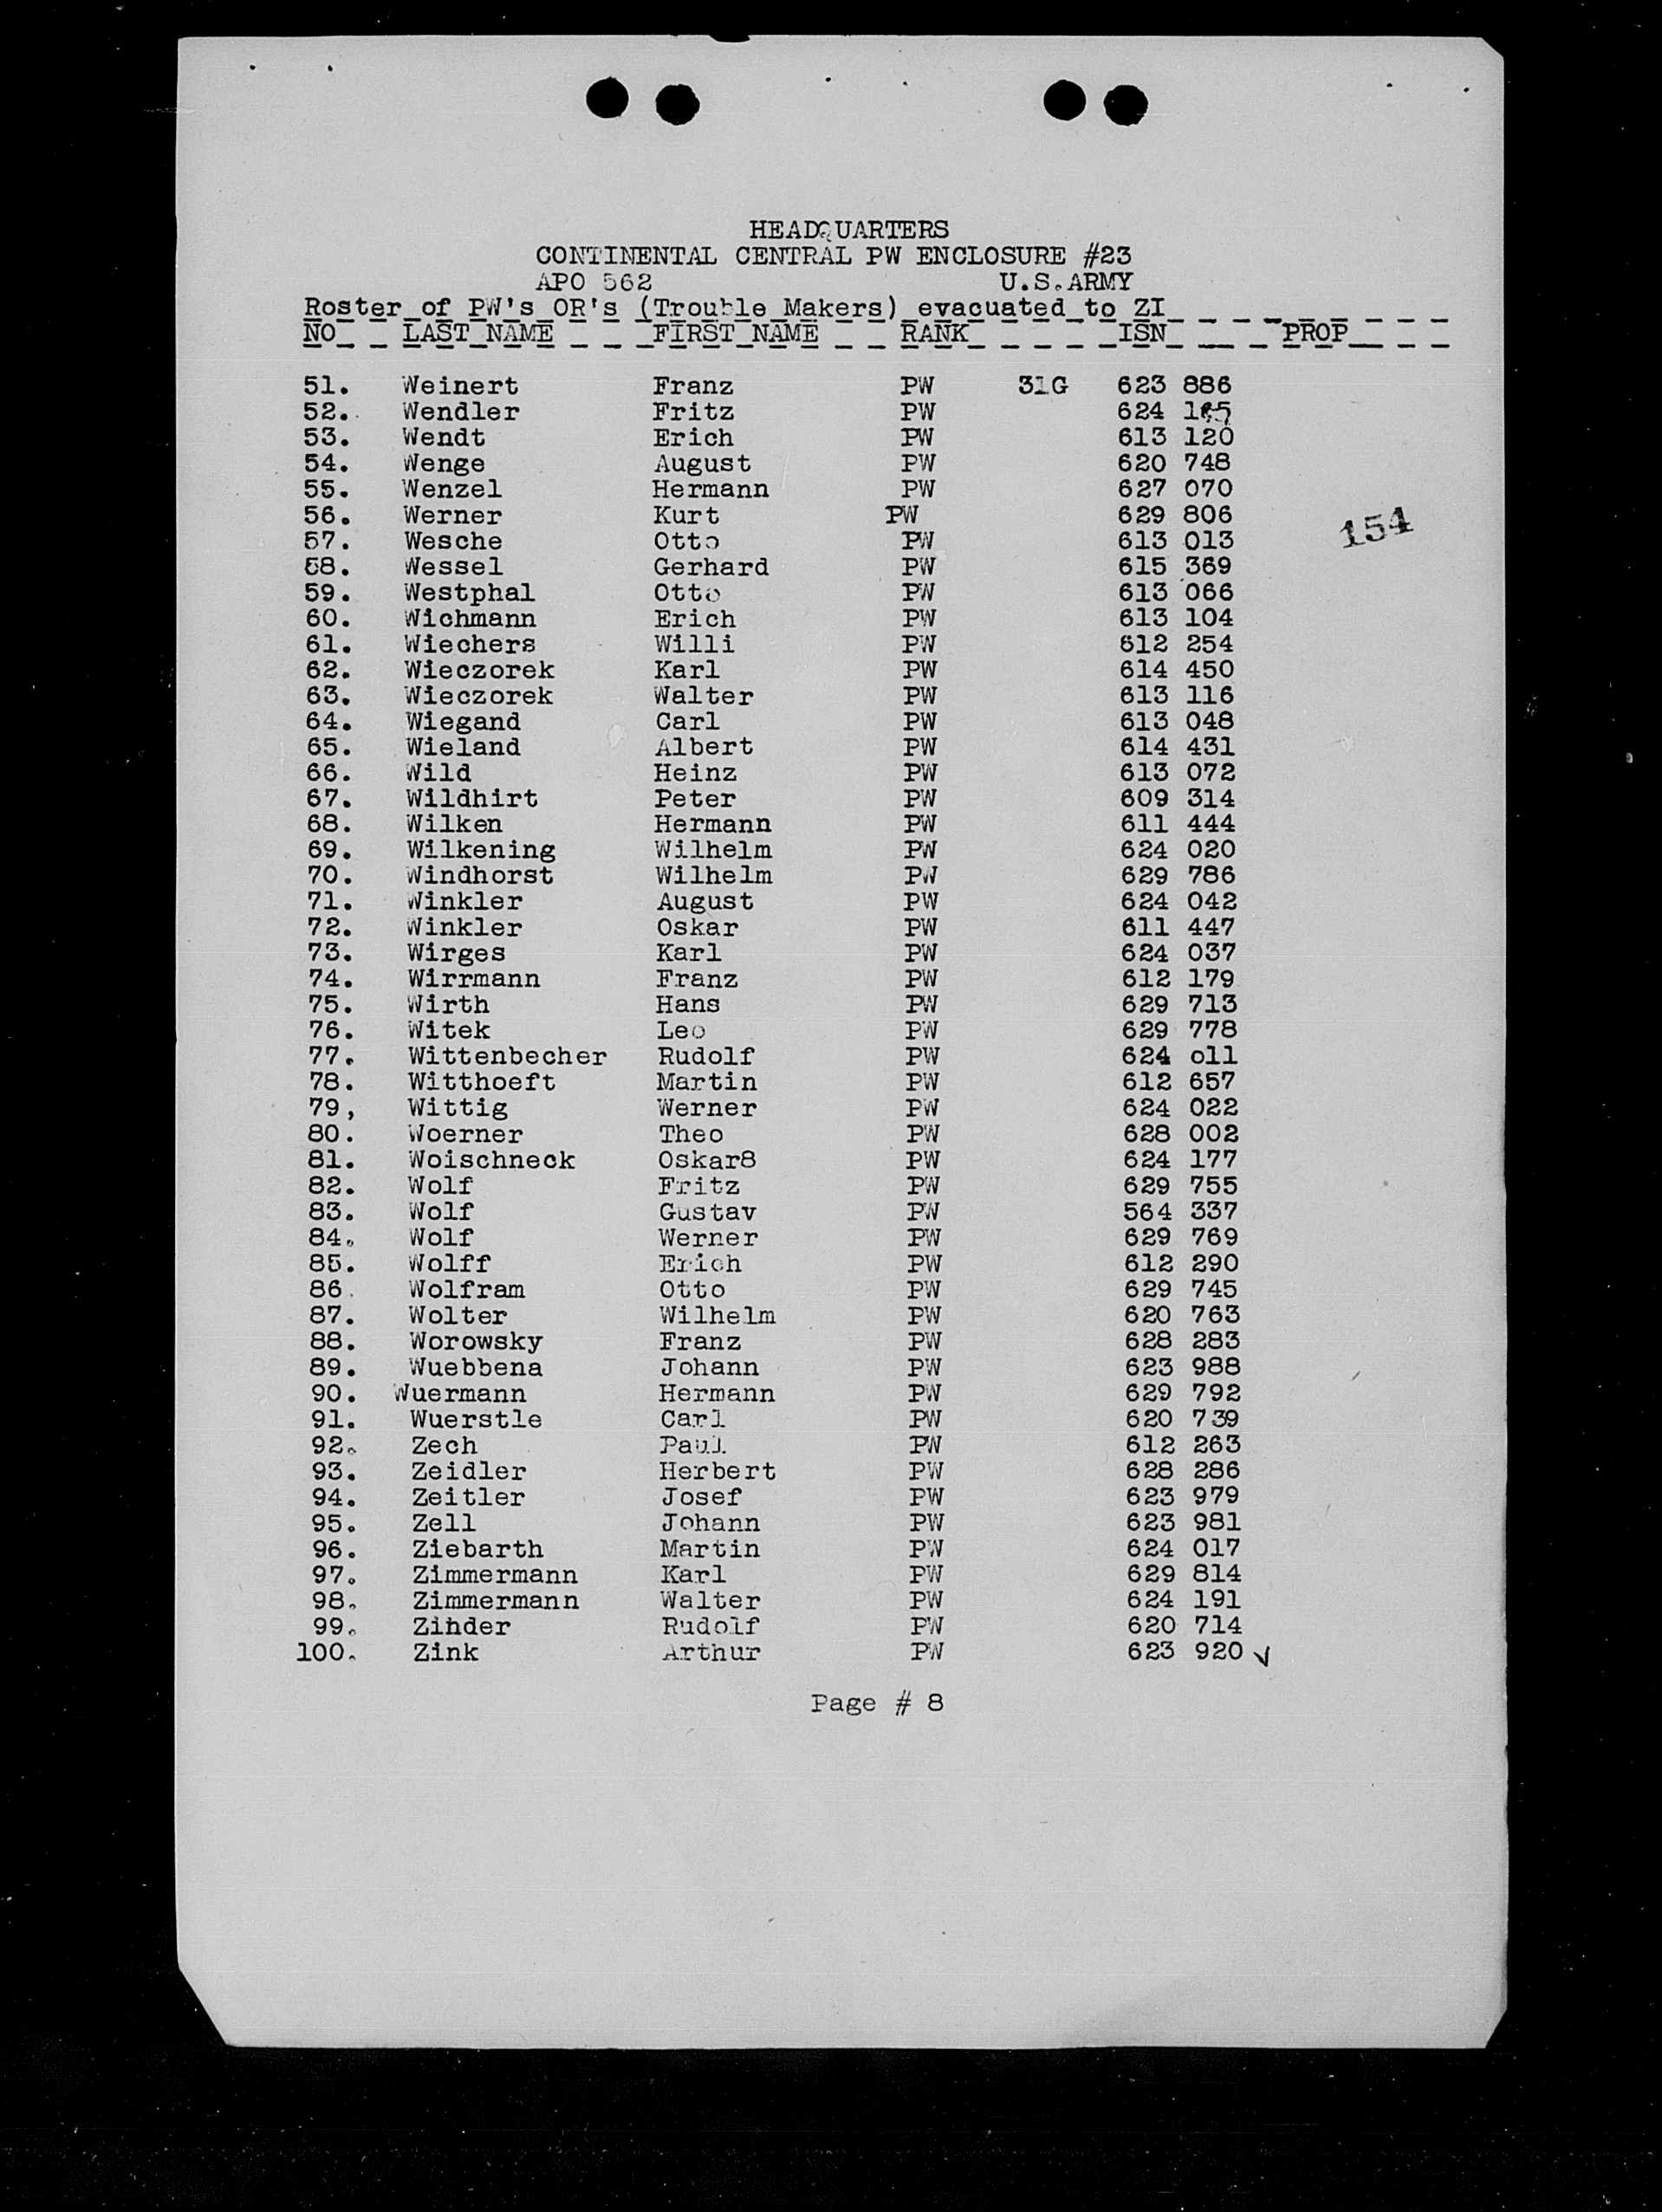 HEADQUARTERS
CONTINENTAL CENTRAL PW ENCLOSURE #23
APO 562 U.S.ARMY
Roster of PW's OR's (Trouble Makers) evacuated to ZI
NO LAST NAME FIRST NAME RANK ISN PROP
51. Weinert Franz PW 31G 623 886
52. Wendler Fritz PW 624
53. Wendt Erich PW 613 120
54. Wenge August PW 620 748
55. Wenzel Hermann PW 627 070
56. Werner Kurt PW 629 806
154
57. Wesche Otto PW 613 013
58. Wessel Gerhard PW 615 369
59. Westphal Otto PW 613 066
60. Wichmann Erich PW 613 104
61. Wiechers Willi PW 612 254
62. Wieczorek Karl PW 614 450
63. Wieczorek Walter PW 613 116
64. Wiegand Carl PW 613 048
65. Wieland Albert PW 614 431
66. Wild Heinz PW 613 072
67. Wildhirt Peter PW 609 314
68. Wilken Hermann PW 611 444
69. Wilkening Wilhelm PW 624 020
70. Windhorst Wilhelm PW 629 786
71. Winkler August PW 624 042
72. Winkler Oskar PW 611 447
73. Wirges Karl PW 624 037
74. Wirrmann Franz PW 612 179
75. Wirth Hans PW 629 713
76. Witek Leo PW 629 778
77. Wittenbecher Rudolf PW 624 oll
78. Witthoeft Martin PW 612 657
79, Wittig Werner PW 624 022
80. Woerner Theo PW 628 002
81. Woischneck Oskar8 PW 624 177
82. Wolf Fritz PW 629 755
83. Wolf Gustav PW 564 337
84. Wolf Werner PW 629 769
85. Wolff Erich PW 612 290
86. Wolfram Otto PW 629 745
87. Wolter Wilhelm PW 620 763
88. Worowsky Franz PW 628 283
89. Wuebbena Johann PW 623 988
90. Wuermann Hermann PW 629 792
91. Wuerstle Carl PW 620 739
92. Zech Paul PW 612 263
93. Zeidler Herbert PW 628 286
94. Zeitler Josef PW 623 979
95. Zell Johann PW 623 981
96. Ziebarth Martin PW 624 017
97. Zimmermann Karl PW 629 814
98. Zimmermann Walter PW 624 191
99. Zinder Rudolf PW 620 714
100. Zink Arthur PW 623 920 ✓
Page # 8